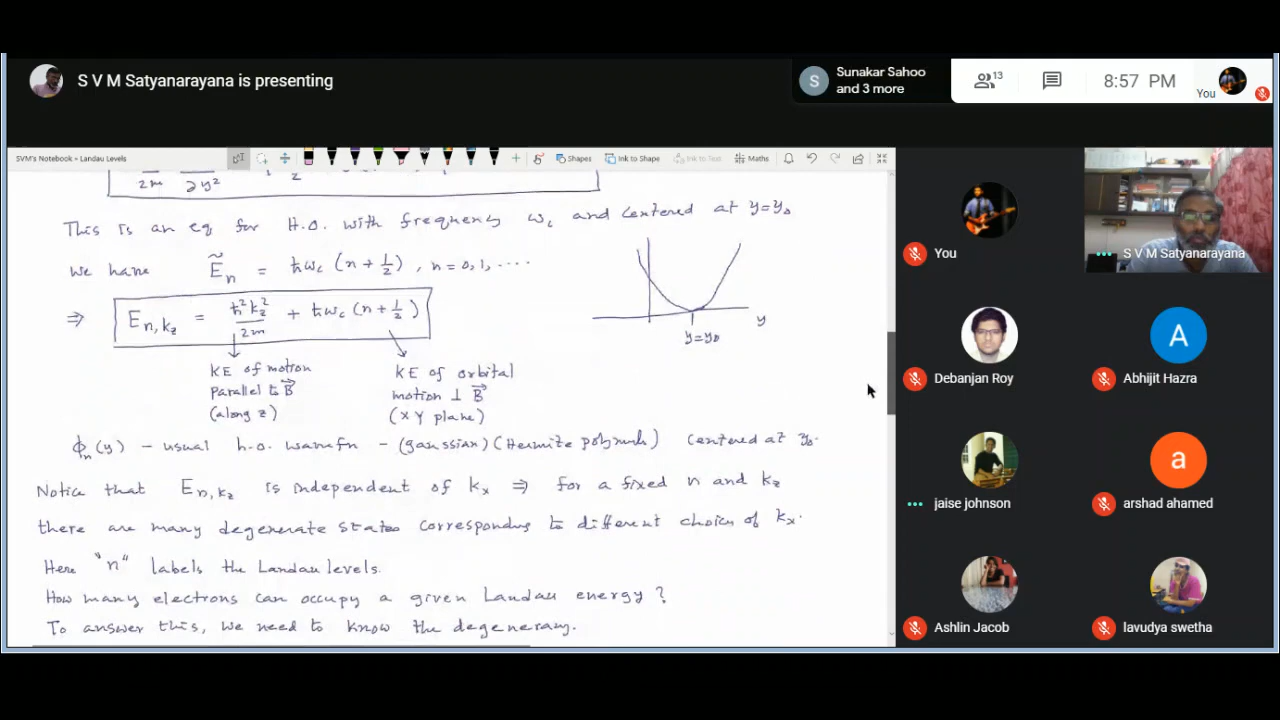 S V M Satyanarayana is presenting
Sunakar Sahoo
and 3 more
13
8:57 PM
You
SVM's Notebook - Landau Levels
Shapes
Ink to Shape
Ink to Text
Maths
2m ∂y²
This is an eq for H.O. with frequency ω_c and centered at y=y₀
We have Ẽ_n = ħω_c (n + 1/2), n = 0, 1, ....
⇒ E_{n,k_z} = ħ²k_z²/2m + ħω_c (n + 1/2)
y
y=y₀
KE of motion
Parallel to B⃗
(along z)
KE of orbital
motion ⊥ B⃗
(XY plane)
ϕ_n(y) - usual h.o. wavefn - (gaussian) (Hermite polynomials) centered at y₀.
Notice that E_{n,k_z} is independent of k_x ⇒ for a fixed n and k_z
there are many degenerate states corresponding to different choice of k_x.
Here "n" labels the Landau levels.
How many electrons can occupy a given Landau energy?
To answer this, we need to know the degeneracy.
You
S V M Satyanarayana
Debanjan Roy
Abhijit Hazra
A
jaise johnson
arshad ahamed
a
Ashlin Jacob
lavudya swetha